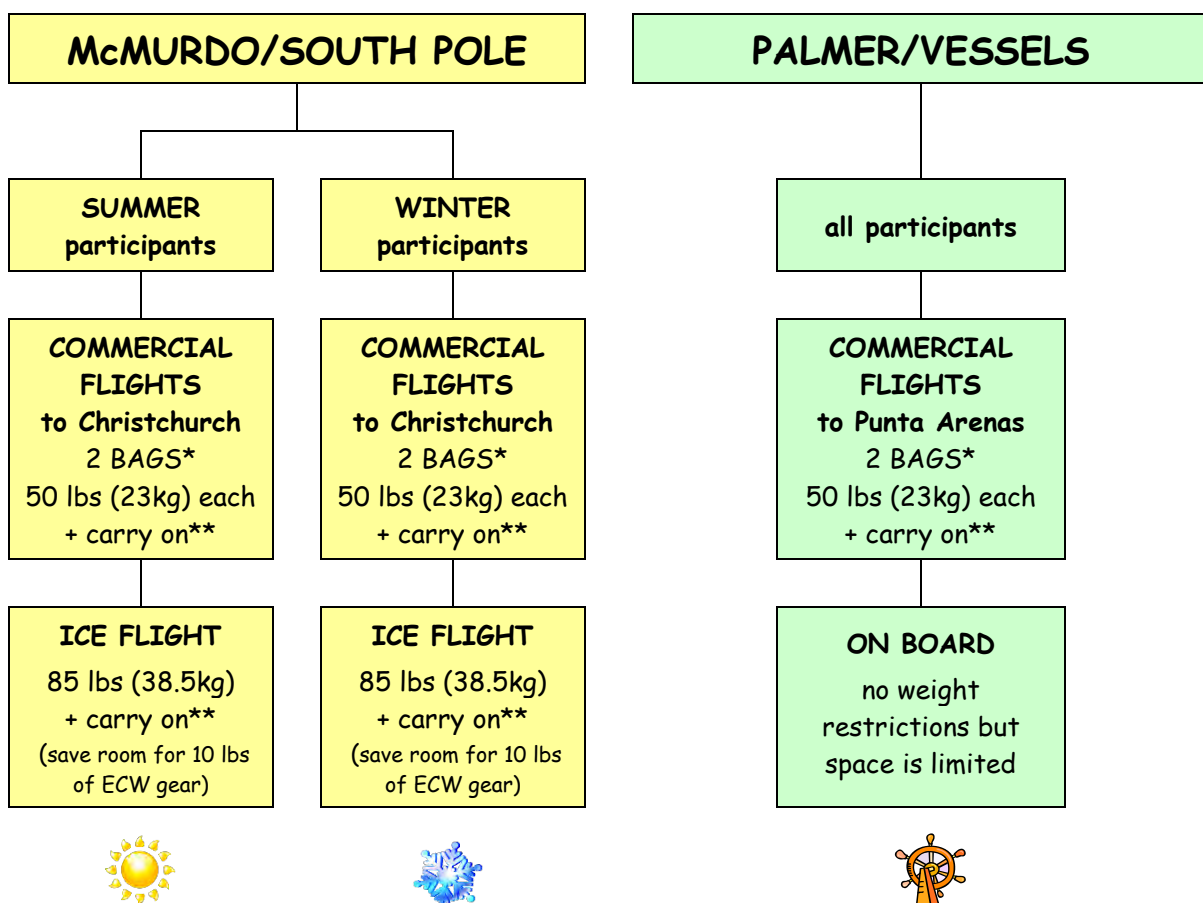 McMURDO/SOUTH POLE
PALMER/VESSELS
SUMMER
participants
WINTER
participants
all participants
COMMERCIAL
FLIGHTS
to Christchurch
2 BAGS*
50 lbs (23kg) each
+ carry on**
COMMERCIAL
FLIGHTS
to Christchurch
2 BAGS*
50 lbs (23kg) each
+ carry on**
COMMERCIAL
FLIGHTS
to Punta Arenas
2 BAGS*
50 lbs (23kg) each
+ carry on**
ICE FLIGHT
85 lbs (38.5kg)
+ carry on**
(save room for 10 lbs
of ECW gear)
ICE FLIGHT
85 lbs (38.5kg)
+ carry on**
(save room for 10 lbs
of ECW gear)
ON BOARD
no weight
restrictions but
space is limited